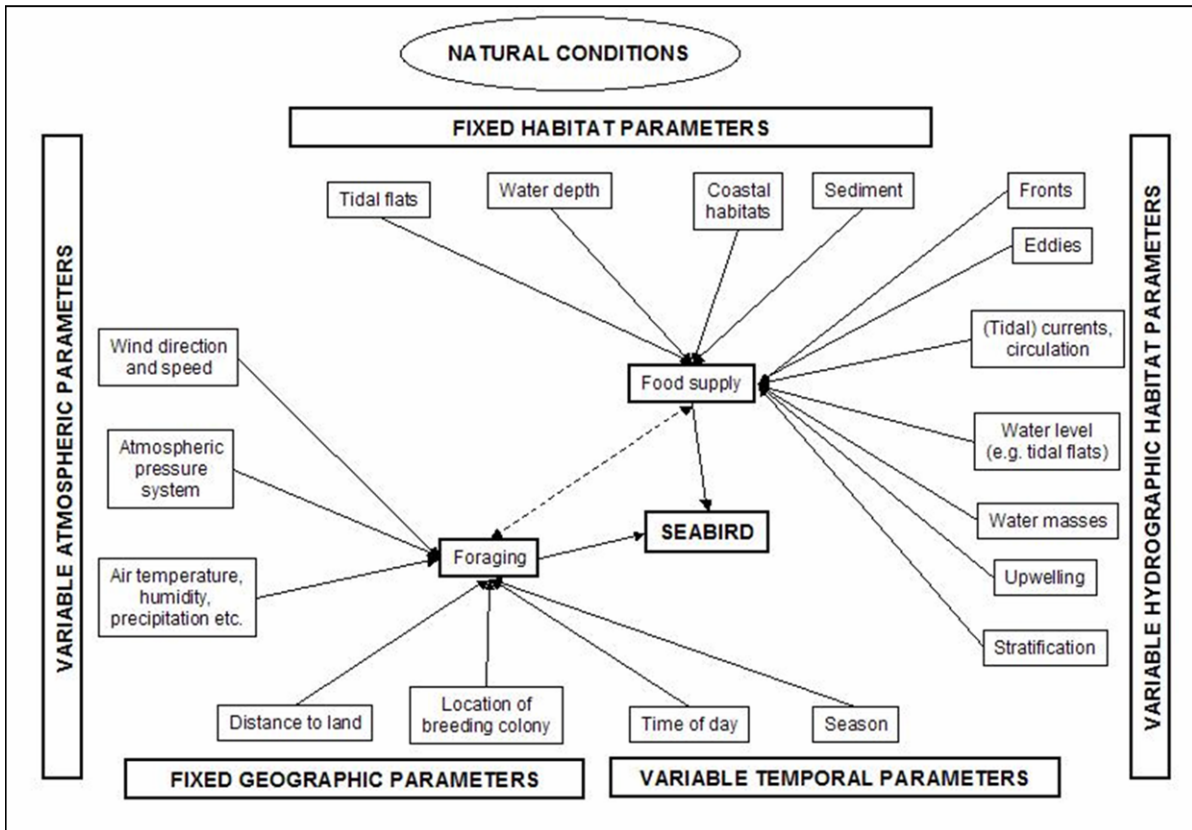 NATURAL CONDITIONS
FIXED HABITAT PARAMETERS
VARIABLE ATMOSPHERIC PARAMETERS
VARIABLE HYDROGRAPHIC HABITAT PARAMETERS
Tidal flats
Water depth
Coastal
habitats
Sediment
Fronts
Eddies
(Tidal) currents,
circulation
Water level
(e.g. tidal flats)
Water masses
Upwelling
Stratification
Wind direction
and speed
Atmospheric
pressure
system
Air temperature,
humidity,
precipitation etc.
Food supply
SEABIRD
Foraging
Distance to land
Location of
breeding colony
Time of day
Season
FIXED GEOGRAPHIC PARAMETERS
VARIABLE TEMPORAL PARAMETERS